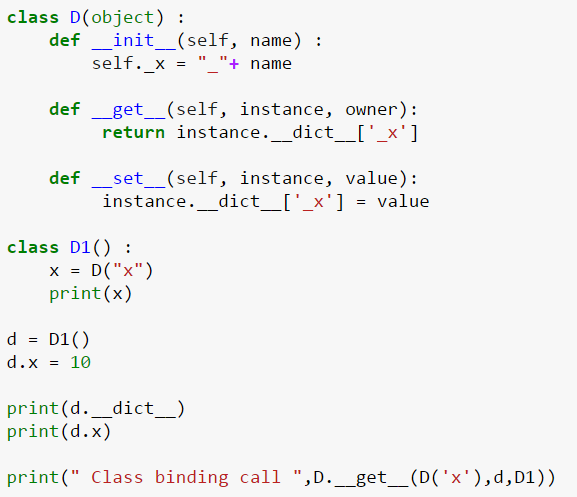 class D(object) :
    def __init__(self, name) :
        self._x = "_"+ name

    def __get__(self, instance, owner):
         return instance.__dict__['_x']

    def __set__(self, instance, value):
         instance.__dict__['_x'] = value

class D1() :
    x = D("x")
    print(x)

d = D1()
d.x = 10

print(d.__dict__)
print(d.x)

print(" Class binding call ",D.__get__(D('x'),d,D1))